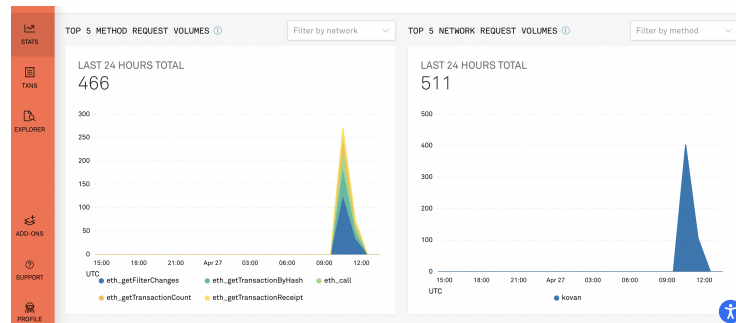 STATS
TXNS
EXPLORER
ADD-ONS
SUPPORT
PROFILE
TOP 5 METHOD REQUEST VOLUMES
Filter by network
LAST 24 HOURS TOTAL
466
300
250
200
150
100
50
0
15:00 18:00 21:00 Apr 27 03:00 06:00 09:00 12:00
UTC
eth_getFilterChanges eth_getTransactionByHash eth_call
eth_getTransactionCount eth_getTransactionReceipt
TOP 5 NETWORK REQUEST VOLUMES
Filter by method
LAST 24 HOURS TOTAL
511
500
400
300
200
100
0
15:00 18:00 21:00 Apr 27 03:00 06:00 09:00 12:00
UTC
kovan